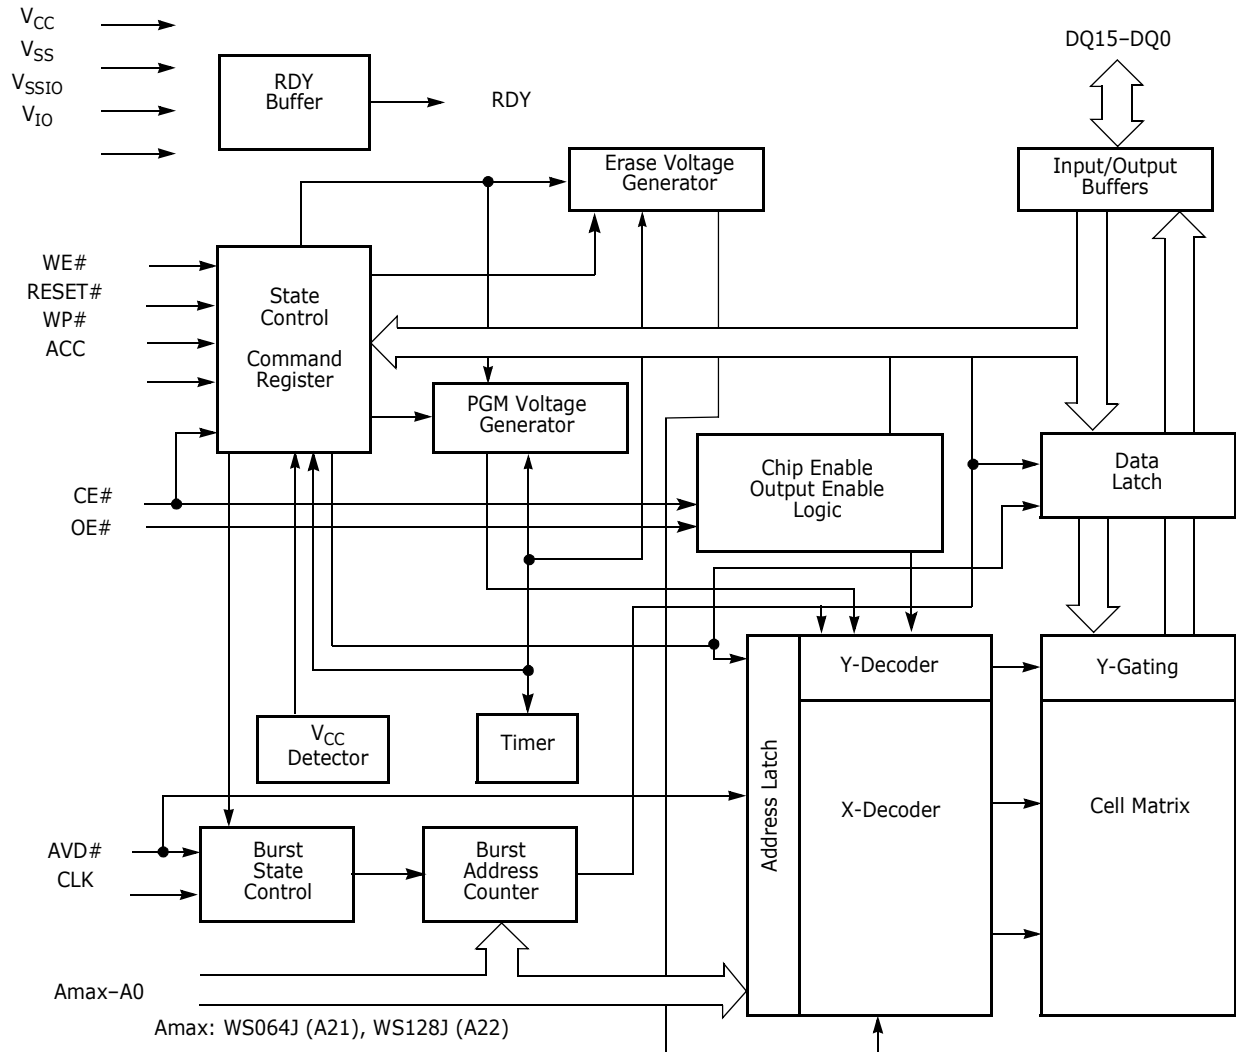 VCC
VSS
VSSIO
VIO
RDY
Buffer
RDY
DQ15–DQ0
Erase Voltage
Generator
Input/Output
Buffers
WE#
RESET#
WP#
ACC
State
Control
Command
Register
PGM Voltage
Generator
Chip Enable
Output Enable
Logic
Data
Latch
CE#
OE#
Y-Decoder
Y-Gating
VCC
Detector
Timer
Address Latch
X-Decoder
Cell Matrix
AVD#
CLK
Burst
State
Control
Burst
Address
Counter
Amax–A0
Amax: WS064J (A21), WS128J (A22)